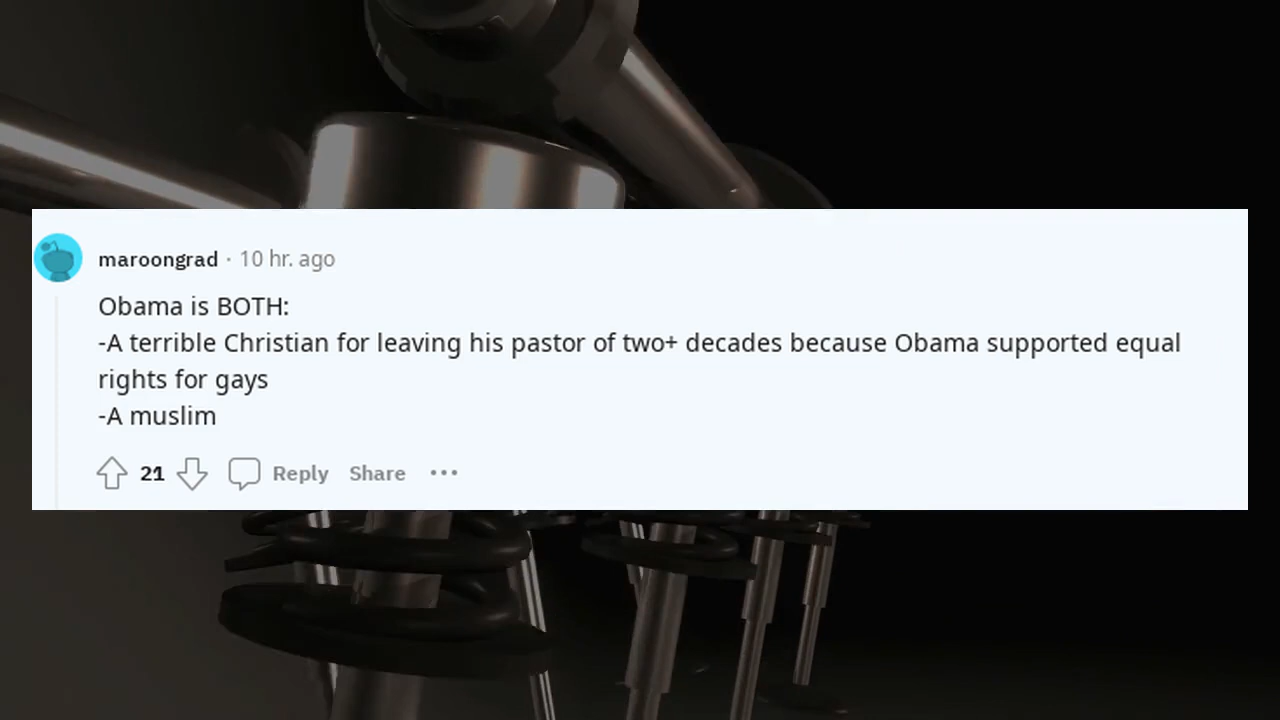 maroongrad · 10 hr. ago
Obama is BOTH:
-A terrible Christian for leaving his pastor of two+ decades because Obama supported equal
rights for gays
-A muslim
21 Reply Share ···